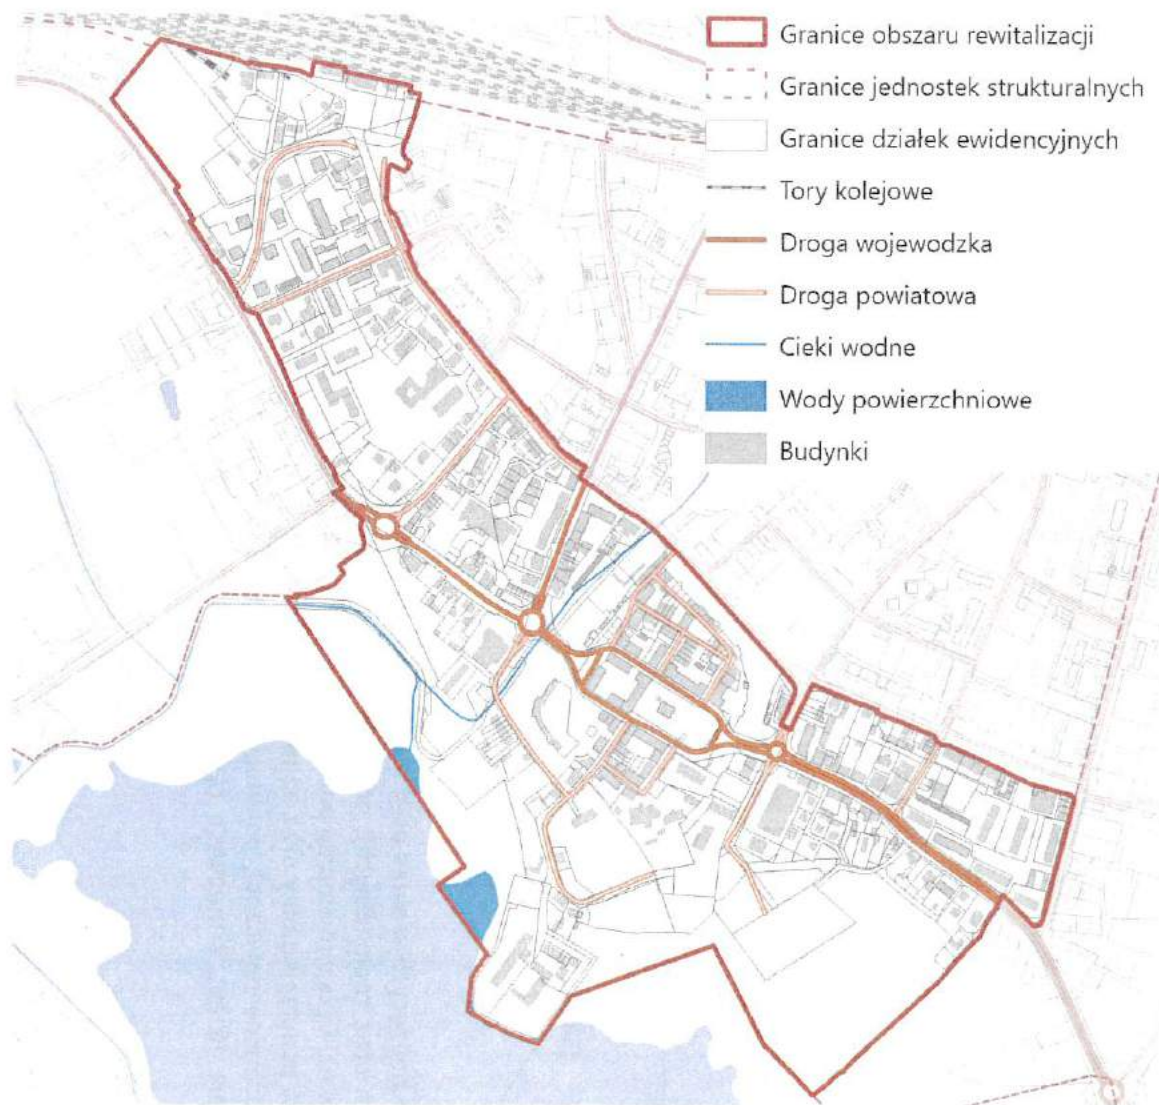 Granice obszaru rewitalizacji
Granice jednostek strukturalnych
Granice działek ewidencyjnych
Tory kolejowe
Droga wojewodzka
Droga powiatowa
Cieki wodne
Wody powierzchniowe
Budynki